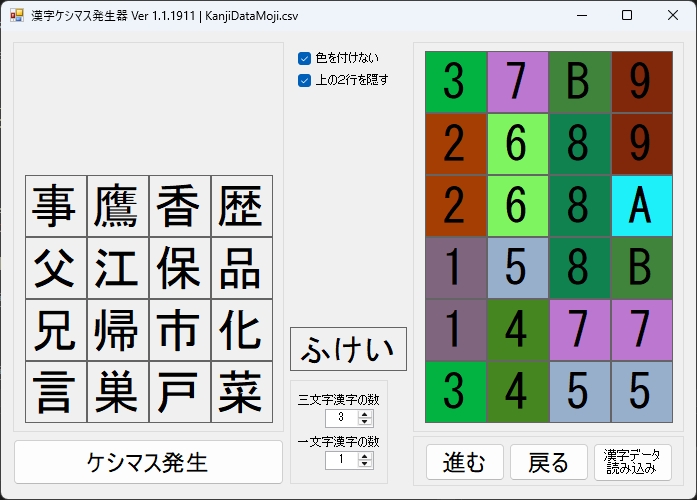 漢字ケシマス発生器 Ver 1.1.1911 | KanjiDataMoji.csv
色を付けない
上の2行を隠す
事 鷹 香 歴
父 江 保 品
兄 帰 市 化
言 巣 戸 菜
ケシマス発生
ふけい
三文字漢字の数
3
一文字漢字の数
1
3 7 B 9
2 6 8 9
2 6 8 A
1 5 8 B
1 4 7 7
3 4 5 5
進む 戻る 漢字データ
読み込み